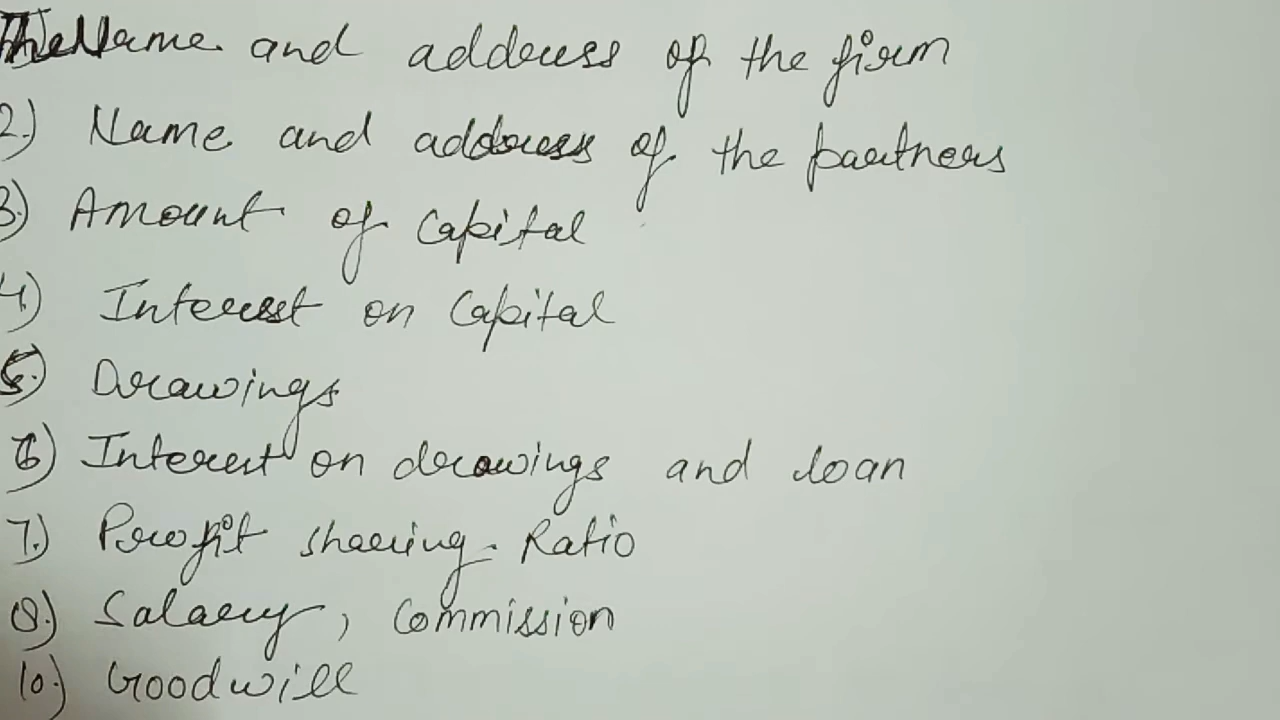 The Name and address of the firm
2.) Name and address of the partners
3.) Amount of Capital
4.) Interest on Capital
5.) Drawings
6) Interest on drawings and loan
7.) Profit sharing Ratio
8.) Salary, Commission
10.) Goodwill